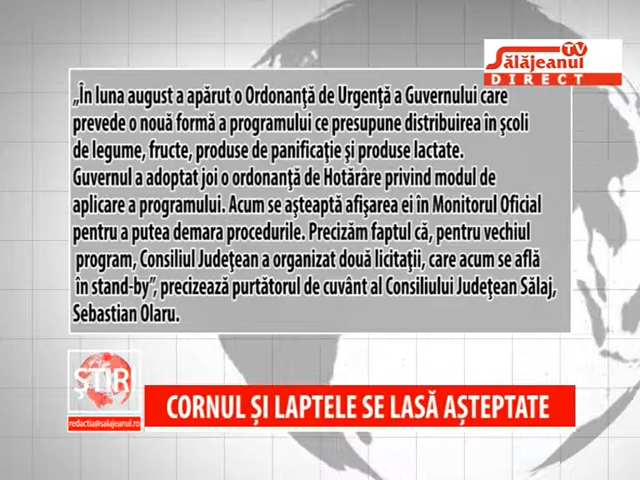 Sălăjeanul TV
DIRECT
„În luna august a apărut o Ordonanţă de Urgenţă a Guvernului care
prevede o nouă formă a programului ce presupune distribuirea în şcoli
de legume, fructe, produse de panificaţie şi produse lactate.
Guvernul a adoptat joi o ordonanţă de Hotărâre privind modul de
aplicare a programului. Acum se aşteaptă afişarea ei în Monitorul Oficial
pentru a putea demara procedurile. Precizăm faptul că, pentru vechiul
program, Consiliul Judeţean a organizat două licitaţii, care acum se află
în stand-by”, precizează purtătorul de cuvânt al Consiliului Judeţean Sălaj,
Sebastian Olaru.
ŞTIR
redactia@salajeanul.ro
CORNUL ȘI LAPTELE SE LASĂ AȘTEPTATE